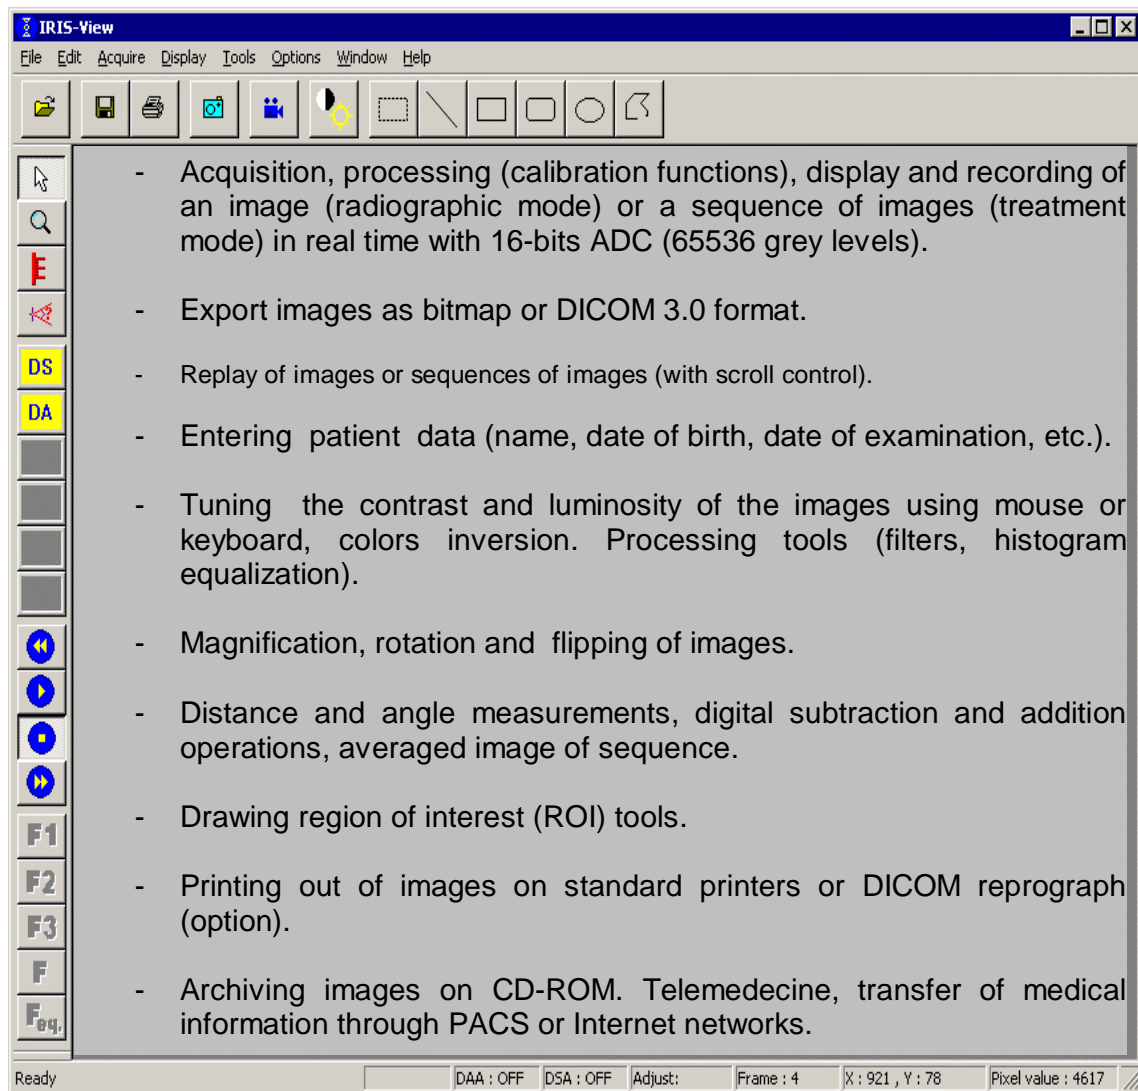 IRIS-View
File Edit Acquire Display Tools Options Window Help
- Acquisition, processing (calibration functions), display and recording of
an image (radiographic mode) or a sequence of images (treatment
mode) in real time with 16-bits ADC (65536 grey levels).
- Export images as bitmap or DICOM 3.0 format.
- Replay of images or sequences of images (with scroll control).
- Entering patient data (name, date of birth, date of examination, etc.).
- Tuning the contrast and luminosity of the images using mouse or
keyboard, colors inversion. Processing tools (filters, histogram
equalization).
- Magnification, rotation and flipping of images.
- Distance and angle measurements, digital subtraction and addition
operations, averaged image of sequence.
- Drawing region of interest (ROI) tools.
- Printing out of images on standard printers or DICOM reprograph
(option).
- Archiving images on CD-ROM. Telemedecine, transfer of medical
information through PACS or Internet networks.
DS
DA
F1
F2
F3
F
Feq.
Ready DAA : OFF DSA : OFF Adjust: Frame : 4 X : 921 , Y : 78 Pixel value : 4617